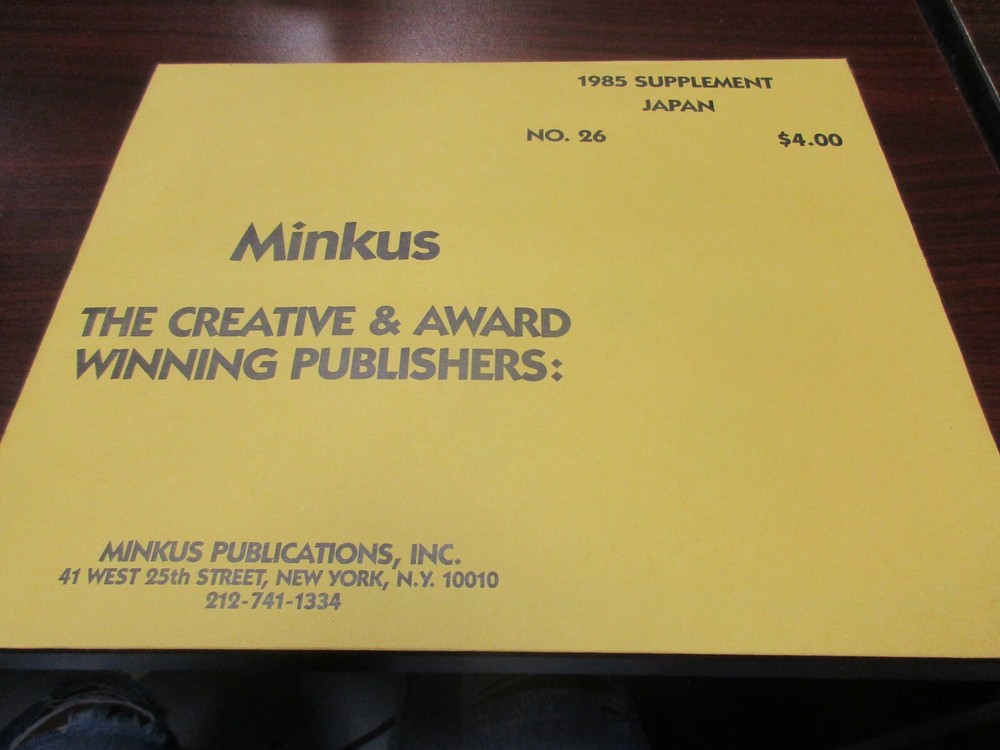 1985 SUPPLEMENT
JAPAN
NO. 26 $4.00
Minkus
THE CREATIVE & AWARD
WINNING PUBLISHERS:
MINKUS PUBLICATIONS, INC.
41 WEST 25th STREET, NEW YORK, N.Y. 10010
212-741-1334